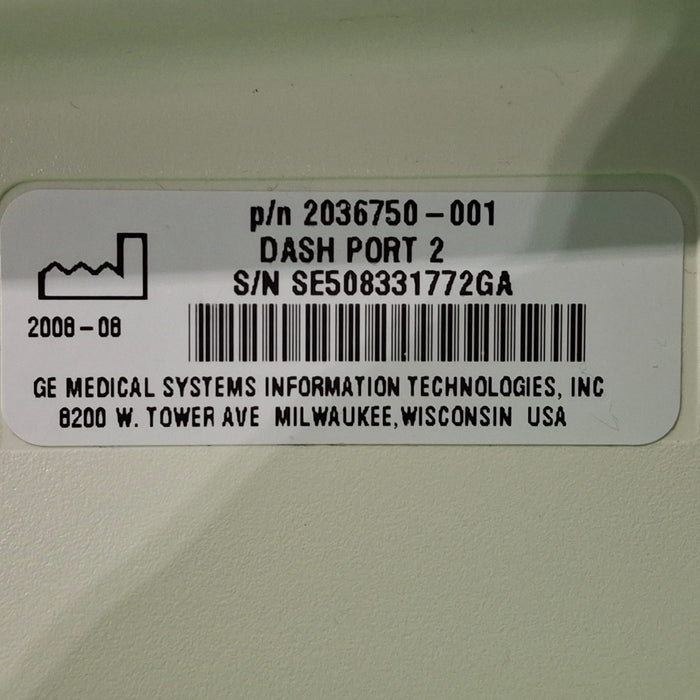 p/n 2036750-001
DASH PORT 2
S/N SE508331772GA
2008-08
GE MEDICAL SYSTEMS INFORMATION TECHNOLOGIES, INC
8200 W. TOWER AVE MILWAUKEE, WISCONSIN USA